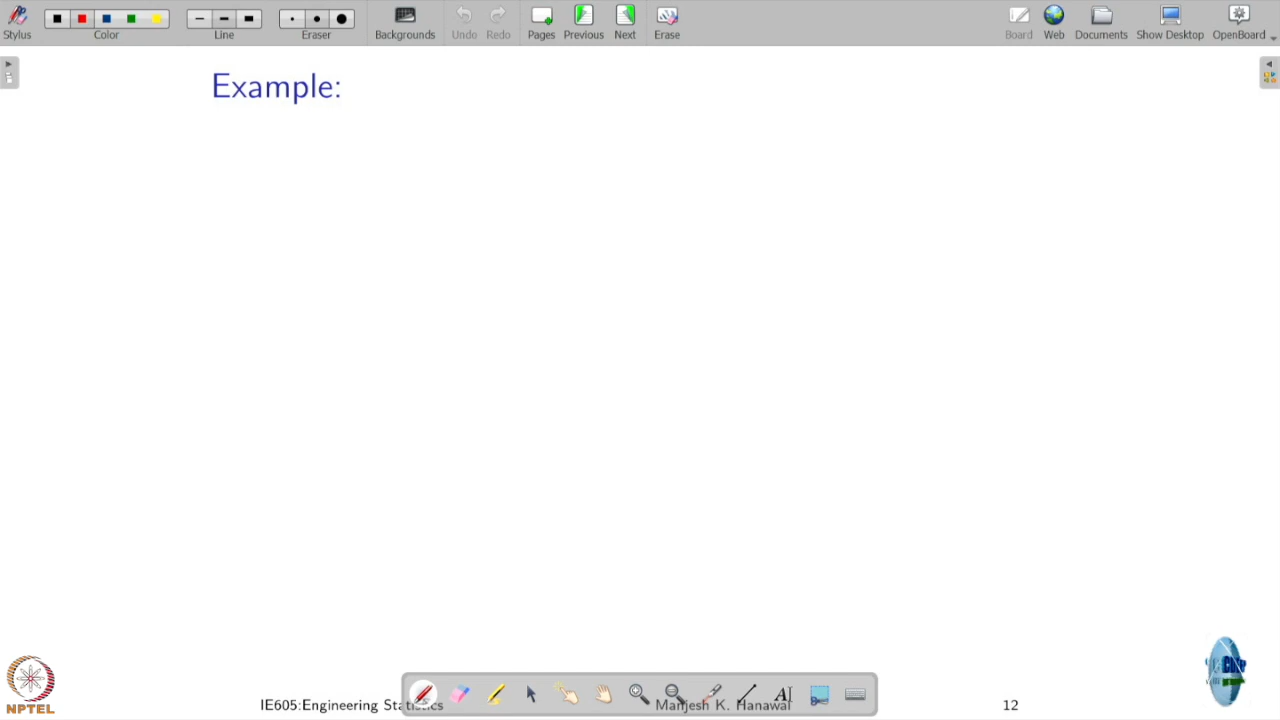 Stylus
Color
Line
Eraser
Backgrounds
Undo
Redo
Pages
Previous
Next
Erase
Board
Web
Documents
Show Desktop
OpenBoard
Example:
NPTEL
IE605:Engineering Statistics
Manjesh K. Hanawal
12